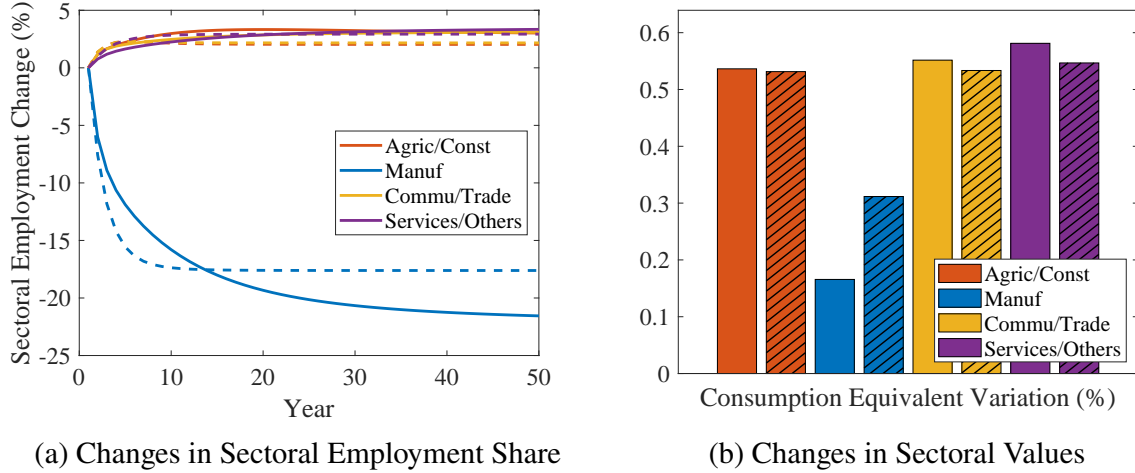 Sectoral Employment Change (%)
5
0
-5
-10
-15
-20
-25
Agric/Const
Manuf
Commu/Trade
Services/Others
0
10
20
30
40
50
Year
(a) Changes in Sectoral Employment Share
0.6
0.5
0.4
0.3
0.2
0.1
0
Agric/Const
Manuf
Commu/Trade
Services/Others
Consumption Equivalent Variation (%)
(b) Changes in Sectoral Values